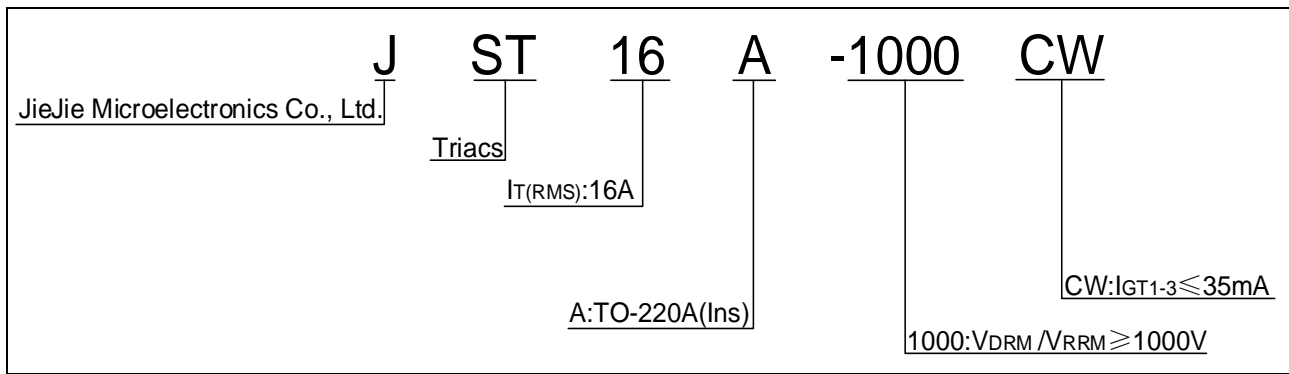 J ST 16 A -1000 CW
JieJie Microelectronics Co., Ltd.
Triacs
IT(RMS):16A
CW:IGT1-3≤35mA
A:TO-220A(Ins)
1000:VDRM /VRRM≥1000V